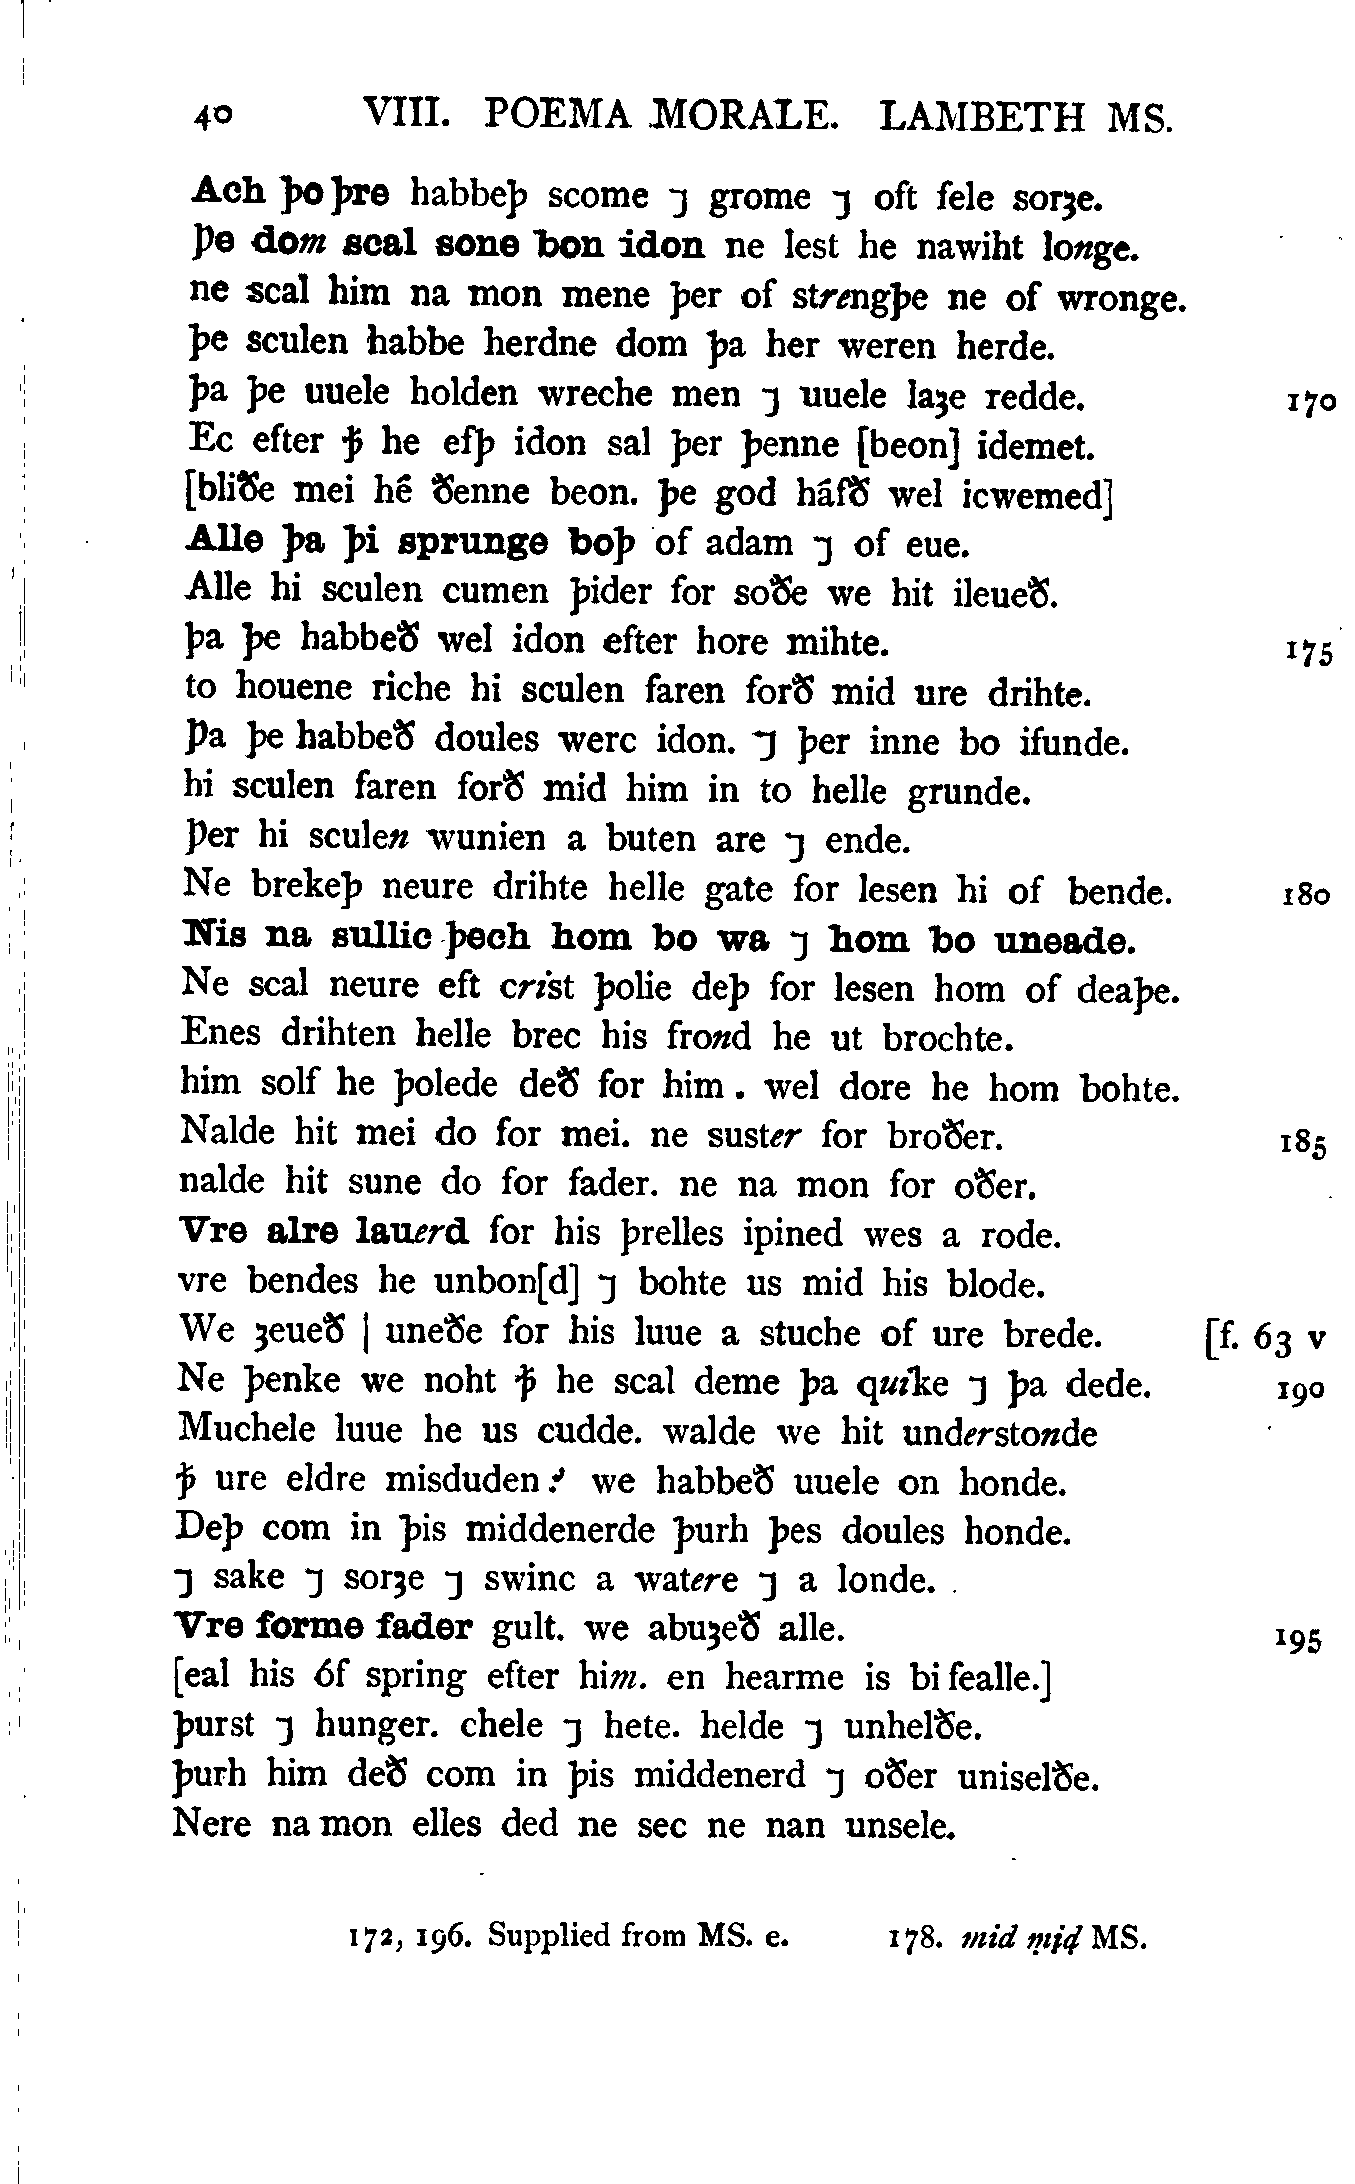 40 VIII. POEMA MORALE. LAMBETH MS.
Ach þo þre habbeþ scome ⁊ grome ⁊ oft fele sorȝe.
Þe dom scal sone bon idon ne lest he nawiht longe.
ne scal him na mon mene þer of strengþe ne of wronge.
þe sculen habbe herdne dom þa her weren herde.
þa þe uuele holden wreche men ⁊ uuele laȝe redde. 170
Ec efter ꝥ he efþ idon sal þer þenne [beon] idemet.
[bliðe mei hê ðenne beon. þe god hâfð wel icwemed]
Alle þa þi sprunge boþ of adam ⁊ of eue.
Alle hi sculen cumen þider for soðe we hit ileueð.
þa þe habbeð wel idon efter hore mihte. 175
to houene riche hi sculen faren forð mid ure drihte.
Þa þe habbeð doules werc idon. ⁊ þer inne bo ifunde.
hi sculen faren forð mid him in to helle grunde.
Þer hi sculen wunien a buten are ⁊ ende.
Ne brekeþ neure drihte helle gate for lesen hi of bende. 180
Nis na sullic þech hom bo wa ⁊ hom bo uneade.
Ne scal neure eft crist þolie deþ for lesen hom of deaþe.
Enes drihten helle brec his frond he ut brochte.
him solf he þolede deð for him . wel dore he hom bohte.
Nalde hit mei do for mei. ne suster for broðer. 185
nalde hit sune do for fader. ne na mon for oðer.
Vre alre lauerd for his þrelles ipined wes a rode.
vre bendes he unbon[d] ⁊ bohte us mid his blode.
We ȝeueð | uneðe for his luue a stuche of ure brede. [f. 63 v
Ne þenke we noht ꝥ he scal deme þa quike ⁊ þa dede. 190
Muchele luue he us cudde. walde we hit understonde
ꝥ ure eldre misduden :' we habbeð uuele on honde.
Deþ com in þis middenerde þurh þes doules honde.
⁊ sake ⁊ sorȝe ⁊ swinc a watere ⁊ a londe.
Vre forme fader gult. we abuȝeð alle. 195
[eal his óf spring efter him. en hearme is bi fealle.]
þurst ⁊ hunger. chele ⁊ hete. helde ⁊ unhelðe.
þurh him deð com in þis middenerd ⁊ oðer uniselðe.
Nere na mon elles ded ne sec ne nan unsele.
172, 196. Supplied from MS. e. 178. mid ṃịḍ MS.